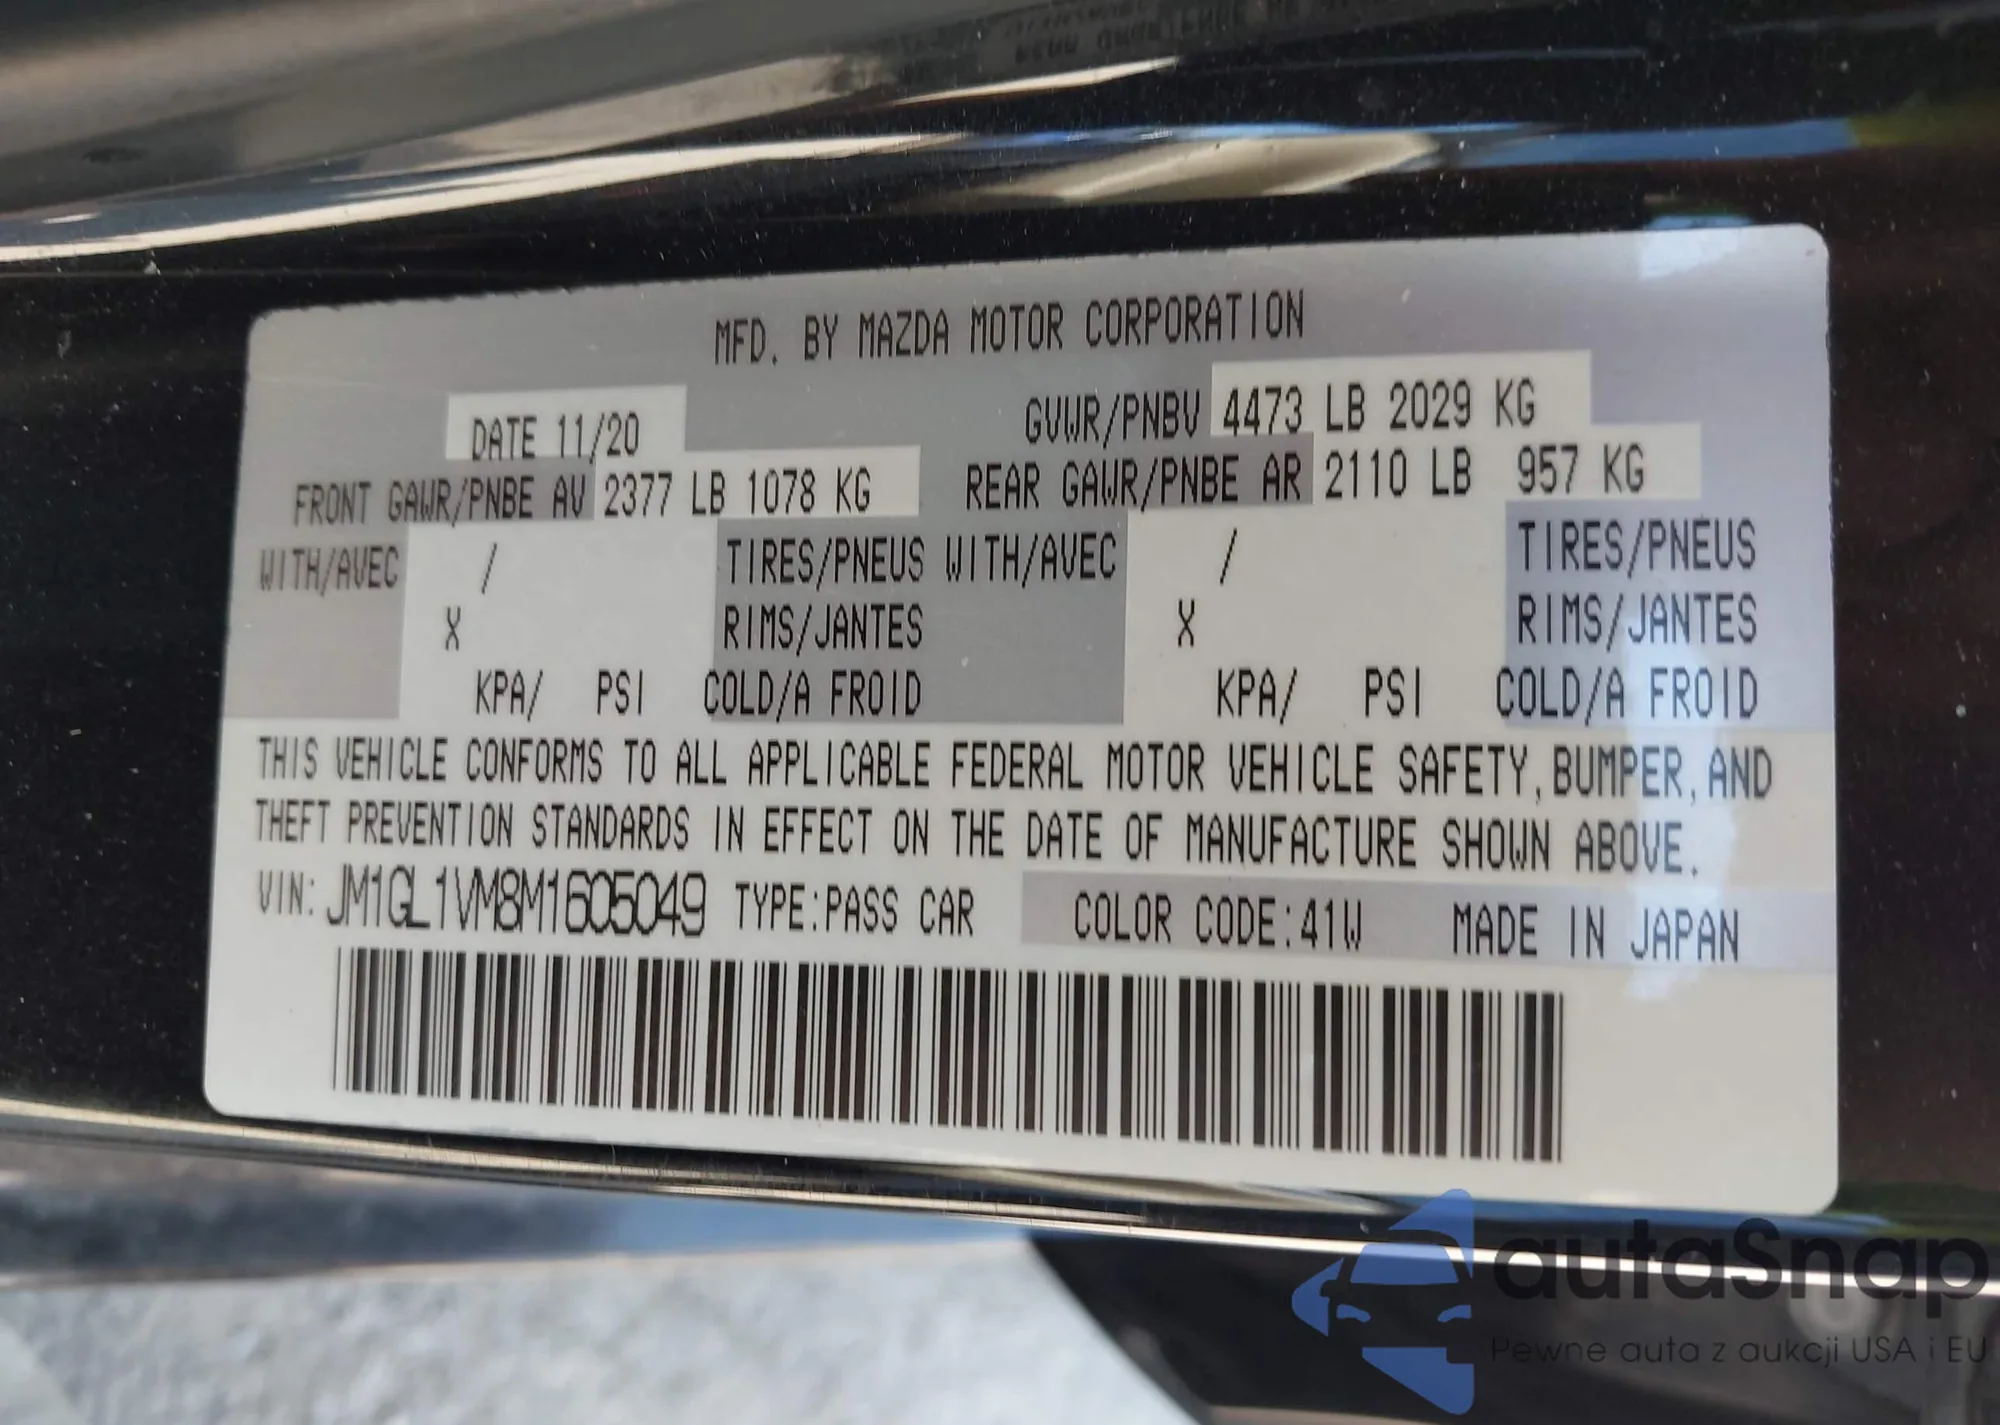 MFD. BY MAZDA MOTOR CORPORATION
DATE 11/20 GVWR/PNBV 4473 LB 2029 KG
FRONT GAWR/PNBE AV 2377 LB 1078 KG REAR GAWR/PNBE AR 2110 LB 957 KG
WITH/AVEC / TIRES/PNEUS WITH/AVEC / TIRES/PNEUS
X RIMS/JANTES X RIMS/JANTES
KPA/ PSI COLD/A FROID KPA/ PSI COLD/A FROID
THIS VEHICLE CONFORMS TO ALL APPLICABLE FEDERAL MOTOR VEHICLE SAFETY, BUMPER, AND
THEFT PREVENTION STANDARDS IN EFFECT ON THE DATE OF MANUFACTURE SHOWN ABOVE.
VIN: JM1GL1VM8M1605049 TYPE:PASS CAR COLOR CODE:41W MADE IN JAPAN
autaSnap
Pewne auta z aukcji USA i EU